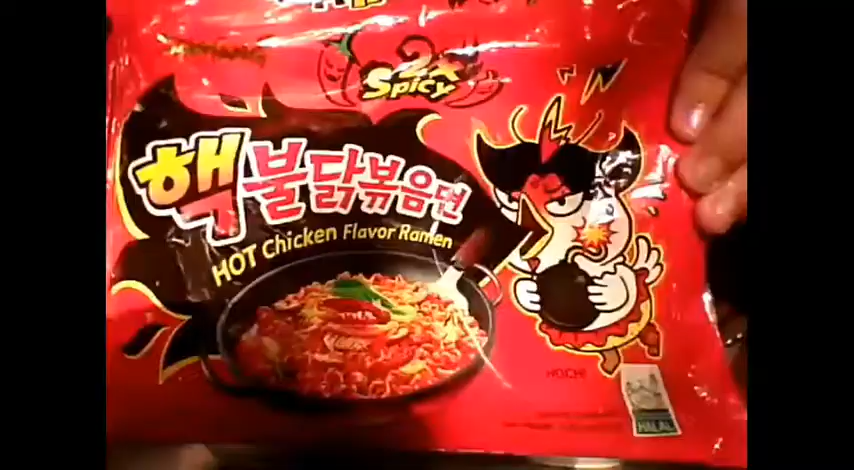 2x
Spicy
핵불닭볶음면
HOT Chicken Flavor Ramen
HOCHI
HALAL